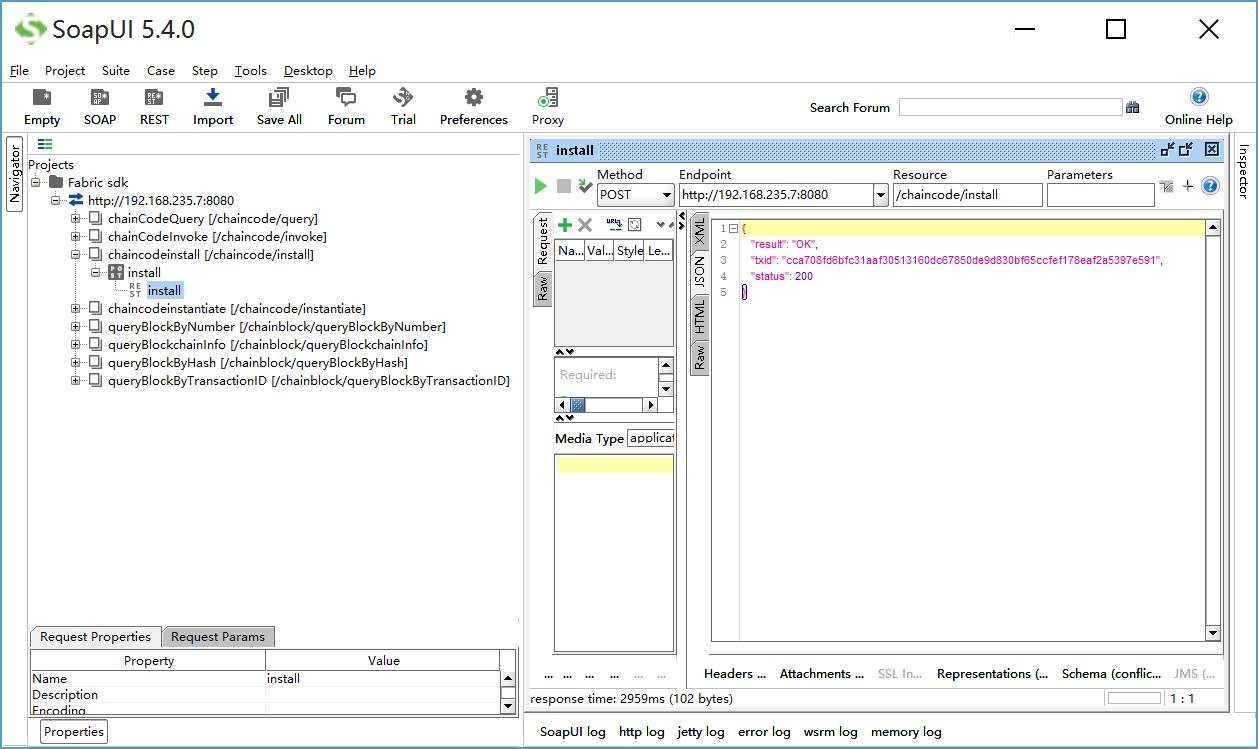 SoapUI 5.4.0
File Project Suite Case Step Tools Desktop Help
Empty SOAP REST Import Save All Forum Trial Preferences Proxy
Search Forum
Online Help
Navigator
Projects
Fabric sdk
http://192.168.235.7:8080
chainCodeQuery [/chaincode/query]
chainCodeInvoke [/chaincode/invoke]
chaincodeinstall [/chaincode/install]
install
install
chaincodeinstantiate [/chaincode/instantiate]
queryBlockByNumber [/chainblock/queryBlockByNumber]
queryBlockchainInfo [/chainblock/queryBlockchainInfo]
queryBlockByHash [/chainblock/queryBlockByHash]
queryBlockByTransactionID [/chainblock/queryBlockByTransactionID]
Request Properties Request Params
Property Value
Name install
Description
Encoding
Properties
install
Method Endpoint Resource Parameters
POST http://192.168.235.7:8080 /chaincode/install
Request
Raw
Na... Val... Style Le...
Required:
Media Type applicat
XML
JSON
HTML
Raw
1 {
2 "result": "OK",
3 "txid": "cca708fd6bfc31aaf30513160dc67850de9d830bf65ccfef178eaf2a5397e591",
4 "status": 200
5 }
... ... ... ... ... ...
Headers ... Attachments ... SSL In... Representations (... Schema (conflic... JMS (...
response time: 2959ms (102 bytes)
1 : 1
SoapUI log http log jetty log error log wsrm log memory log
Inspector